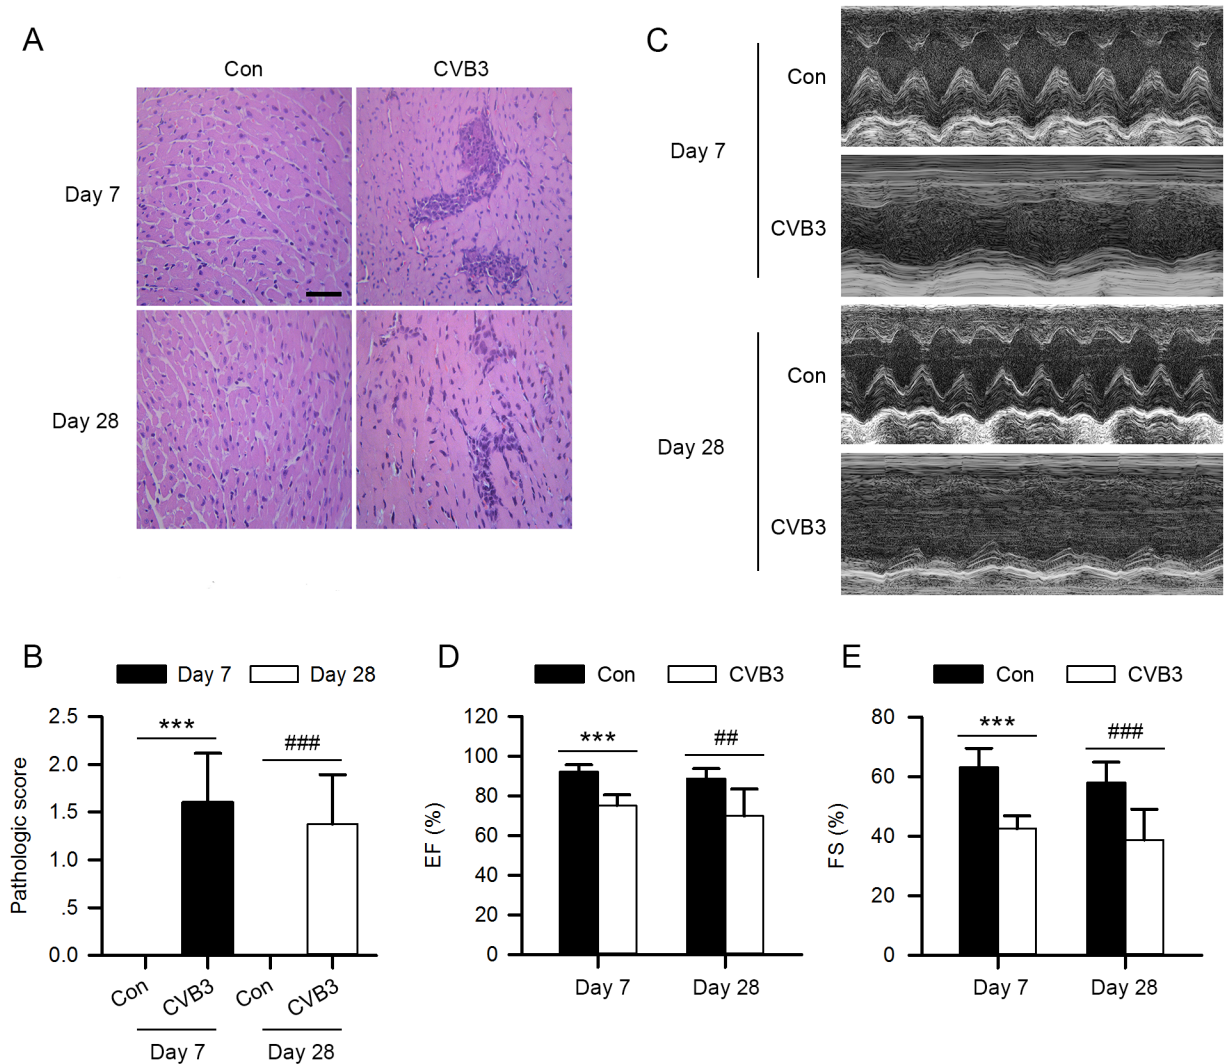 A
Con CVB3
Day 7
Day 28
C
Day 7
Con
CVB3
Day 28
Con
CVB3
B
Day 7 Day 28
Pathologic score
2.5
2.0
1.5
1.0
.5
0.0
***
###
Con CVB3 Con CVB3
Day 7 Day 28
D
Con CVB3
EF (%)
120
100
80
60
40
20
0
***
##
Day 7 Day 28
E
Con CVB3
FS (%)
80
60
40
20
0
***
###
Day 7 Day 28